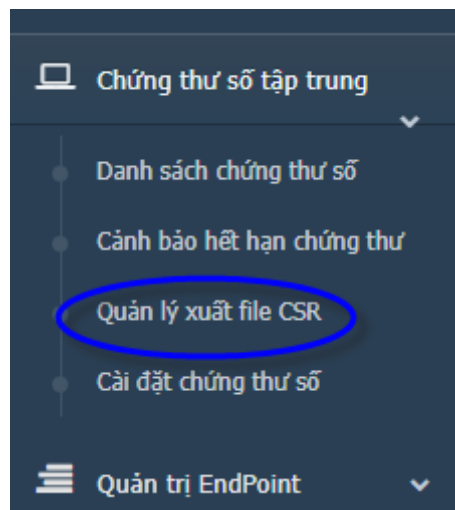 Chứng thư số tập trung
Danh sách chứng thư số
Cảnh báo hết hạn chứng thư
Quản lý xuất file CSR
Cài đặt chứng thư số
Quản trị EndPoint